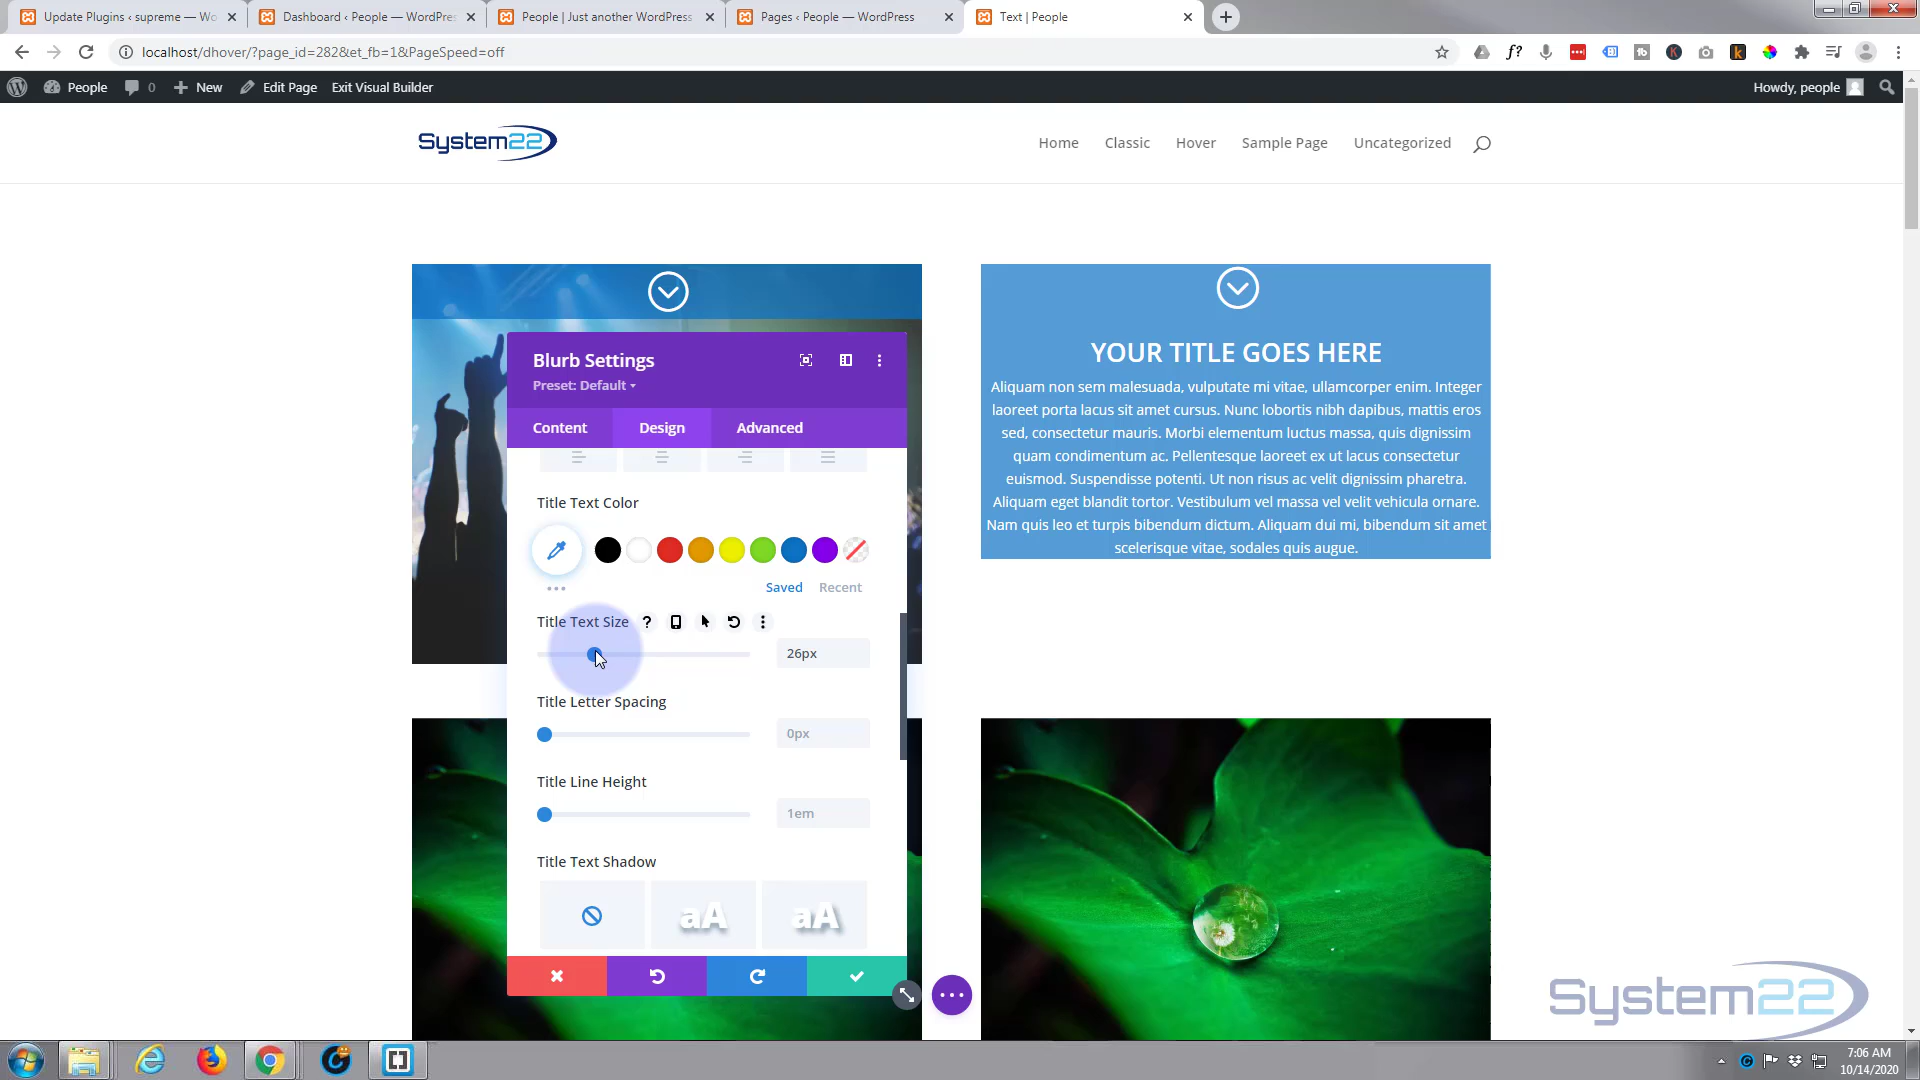 Update Plugins ‹ supreme — Wo
Dashboard ‹ People — WordPres
People | Just another WordPress
Pages ‹ People — WordPress
Text | People
localhost/dhover/?page_id=282&et_fb=1&PageSpeed=off
People
0
New
Edit Page
Exit Visual Builder
Howdy, people
System22
Home
Classic
Hover
Sample Page
Uncategorized
Blurb Settings
Preset: Default
Content
Design
Advanced
Title Text Color
Saved
Recent
Title Text Size
26px
Title Letter Spacing
0px
Title Line Height
1em
Title Text Shadow
aA
aA
YOUR TITLE GOES HERE
Aliquam non sem malesuada, vulputate mi vitae, ullamcorper enim. Integer
laoreet porta lacus sit amet cursus. Nunc lobortis nibh dapibus, mattis eros
sed, consectetur mauris. Morbi elementum luctus massa, quis dignissim
quam condimentum ac. Pellentesque laoreet ex ut lacus consectetur
euismod. Suspendisse potenti. Ut non risus ac velit dignissim pharetra.
Aliquam eget blandit tortor. Vestibulum vel massa vel velit vehicula ornare.
Nam quis leo et turpis bibendum dictum. Aliquam dui mi, bibendum sit amet
scelerisque vitae, sodales quis augue.
System22
7:06 AM
10/14/2020